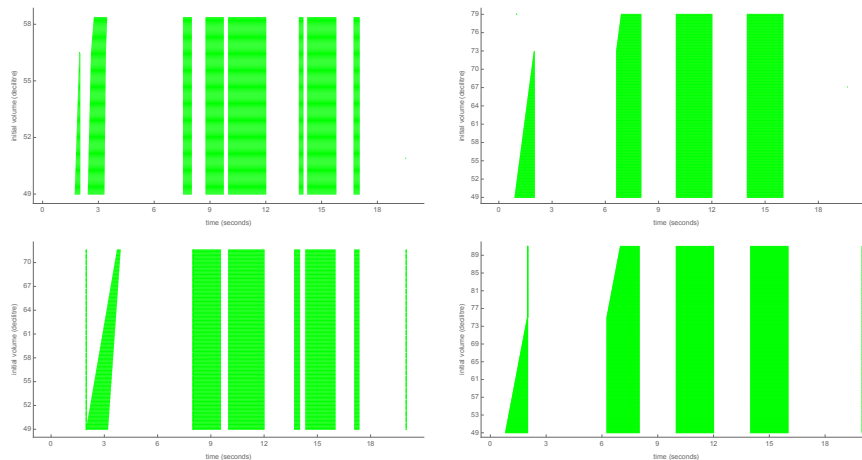 58
55
52
49
initial volume (decilitre)
0 3 6 9 12 15 18
time (seconds)
79
76
73
70
67
64
61
58
55
52
49
initial volume (decilitre)
0 3 6 9 12 15 18
time (seconds)
70
67
64
61
58
55
52
49
initial volume (decilitre)
0 3 6 9 12 15 18
time (seconds)
89
85
81
77
73
69
65
61
57
53
49
initial volume (decilitre)
0 3 6 9 12 15 18
time (seconds)